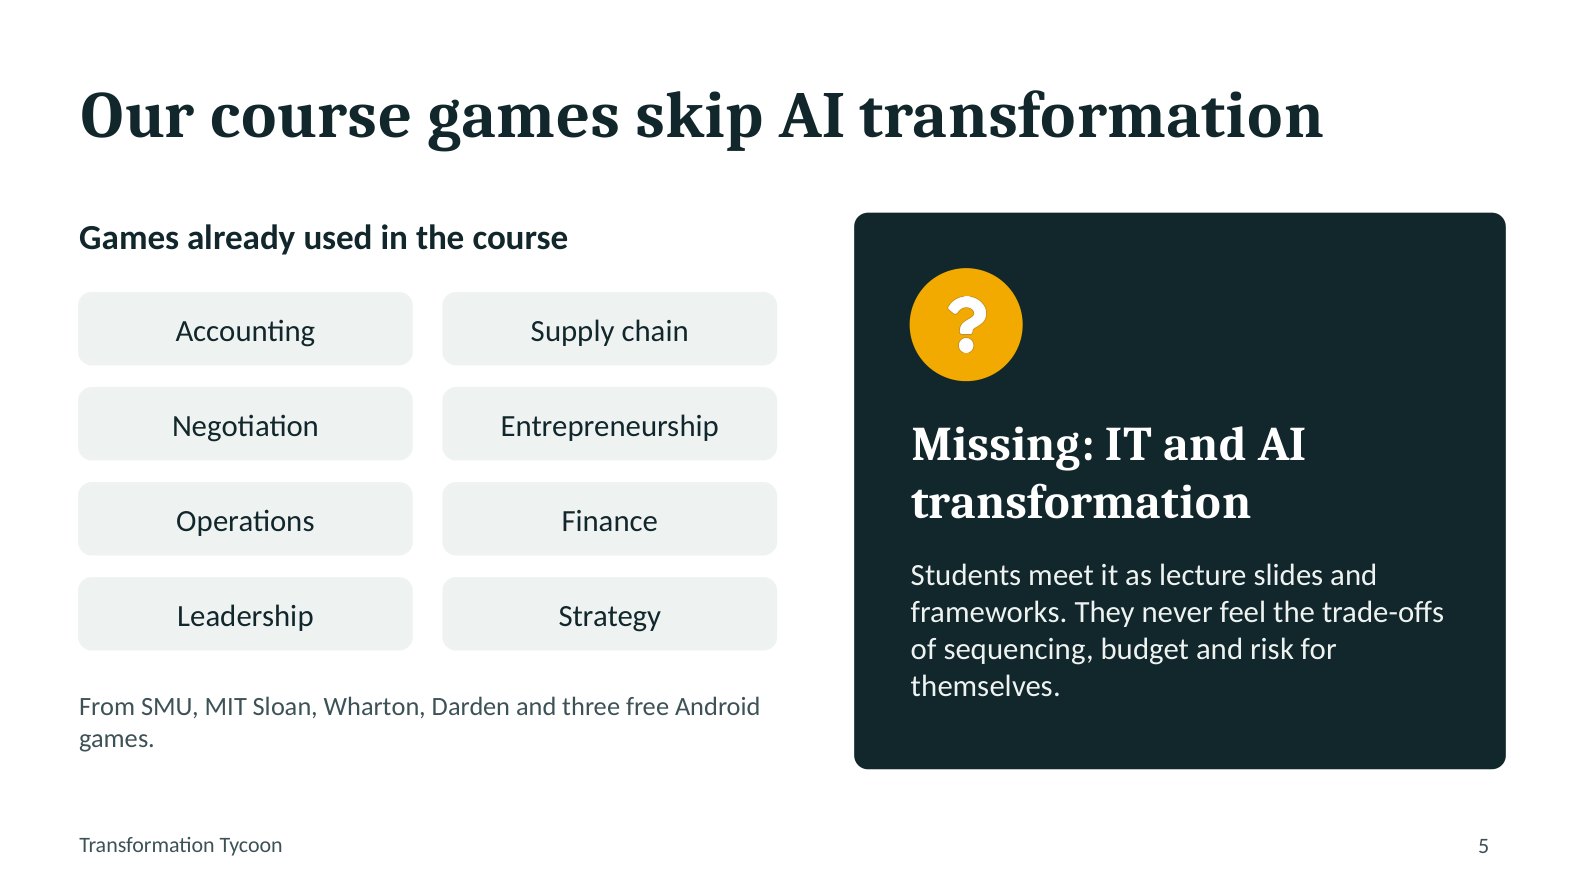 Our course games skip AI transformation
Games already used in the course
Accounting
Supply chain
Negotiation
Entrepreneurship
Operations
Finance
Leadership
Strategy
From SMU, MIT Sloan, Wharton, Darden and three free Android
games.
?
Missing: IT and AI
transformation
Students meet it as lecture slides and
frameworks. They never feel the trade-offs
of sequencing, budget and risk for
themselves.
Transformation Tycoon
5